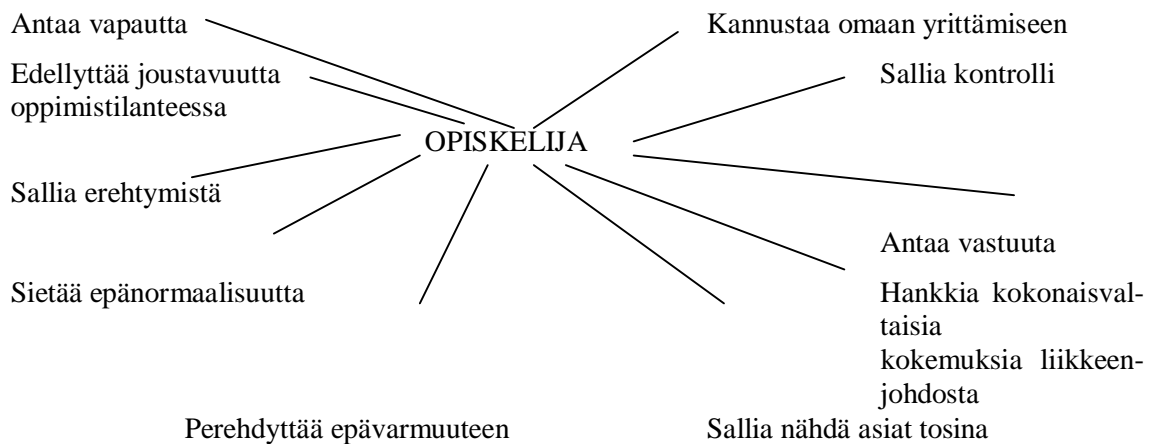 Antaa vapautta
Kannustaa omaan yrittämiseen
Edellyttää joustavuutta
oppimistilanteessa
Sallia kontrolli
OPISKELIJA
Sallia erehtymistä
Antaa vastuuta
Sietää epänormaalisuutta
Hankkia kokonaisval-
taisia
kokemuksia liikkeen-
johdosta
Perehdyttää epävarmuuteen
Sallia nähdä asiat tosina